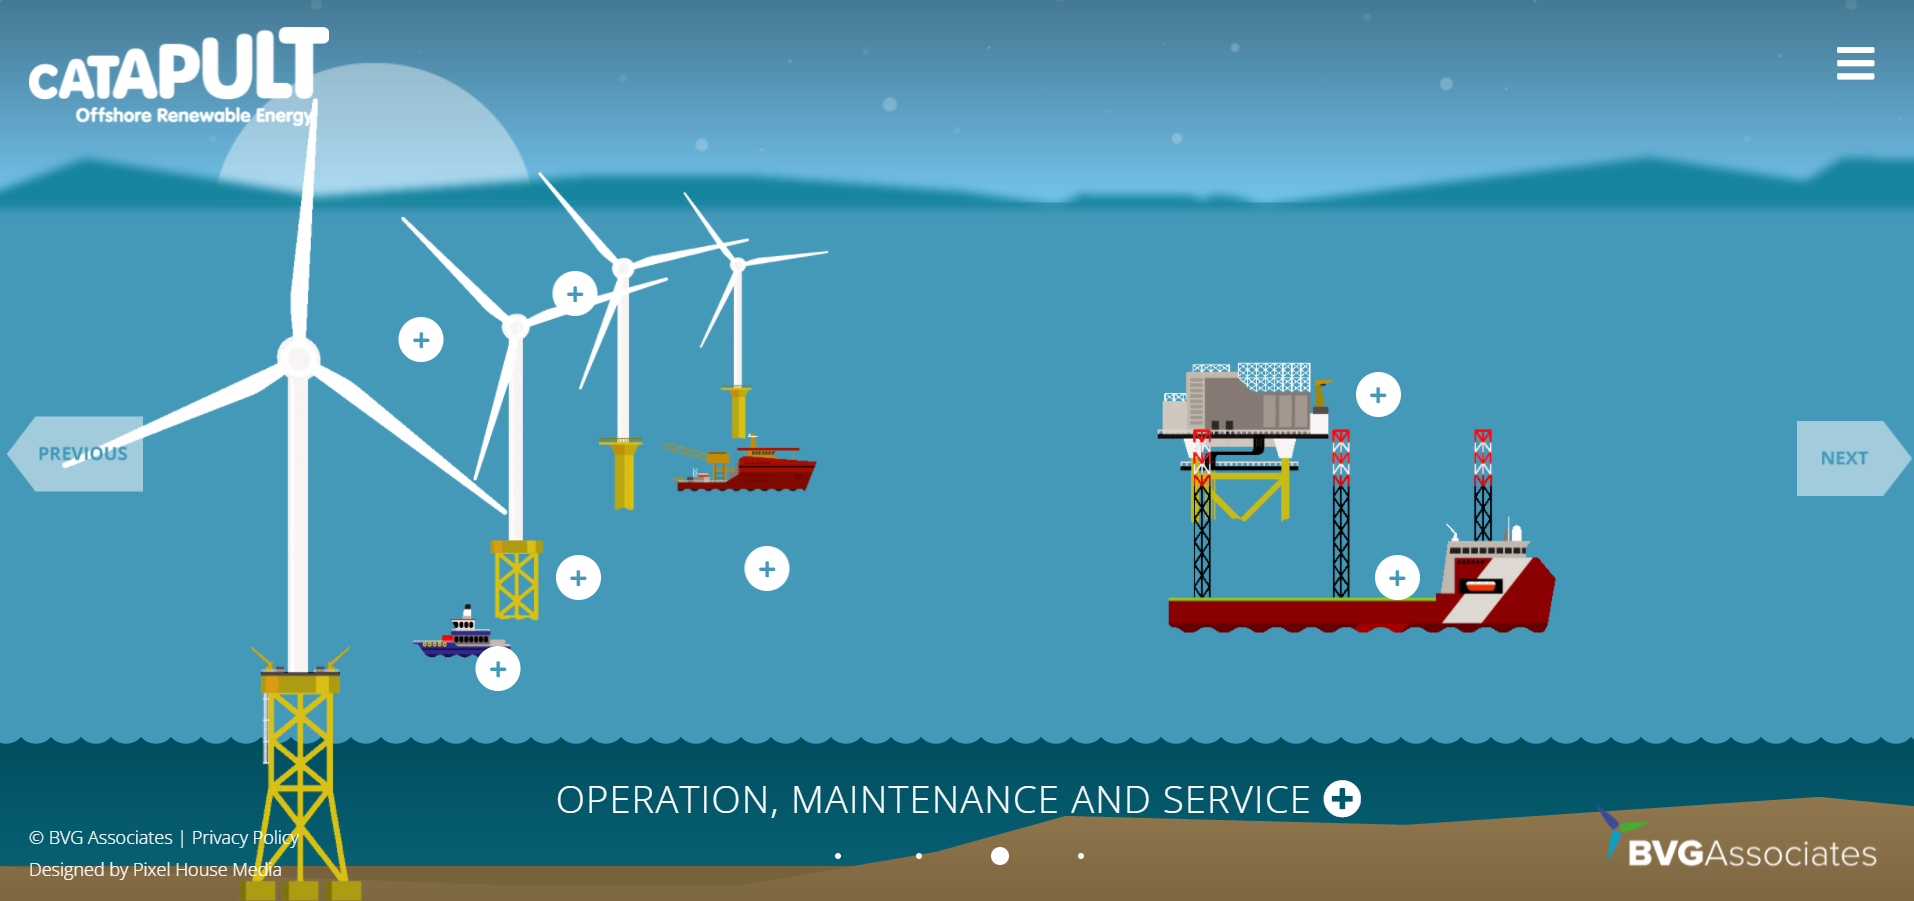 CATAPULT
Offshore Renewable Energy
PREVIOUS
NEXT
OPERATION, MAINTENANCE AND SERVICE
© BVG Associates | Privacy Policy
Designed by Pixel House Media
BVGAssociates